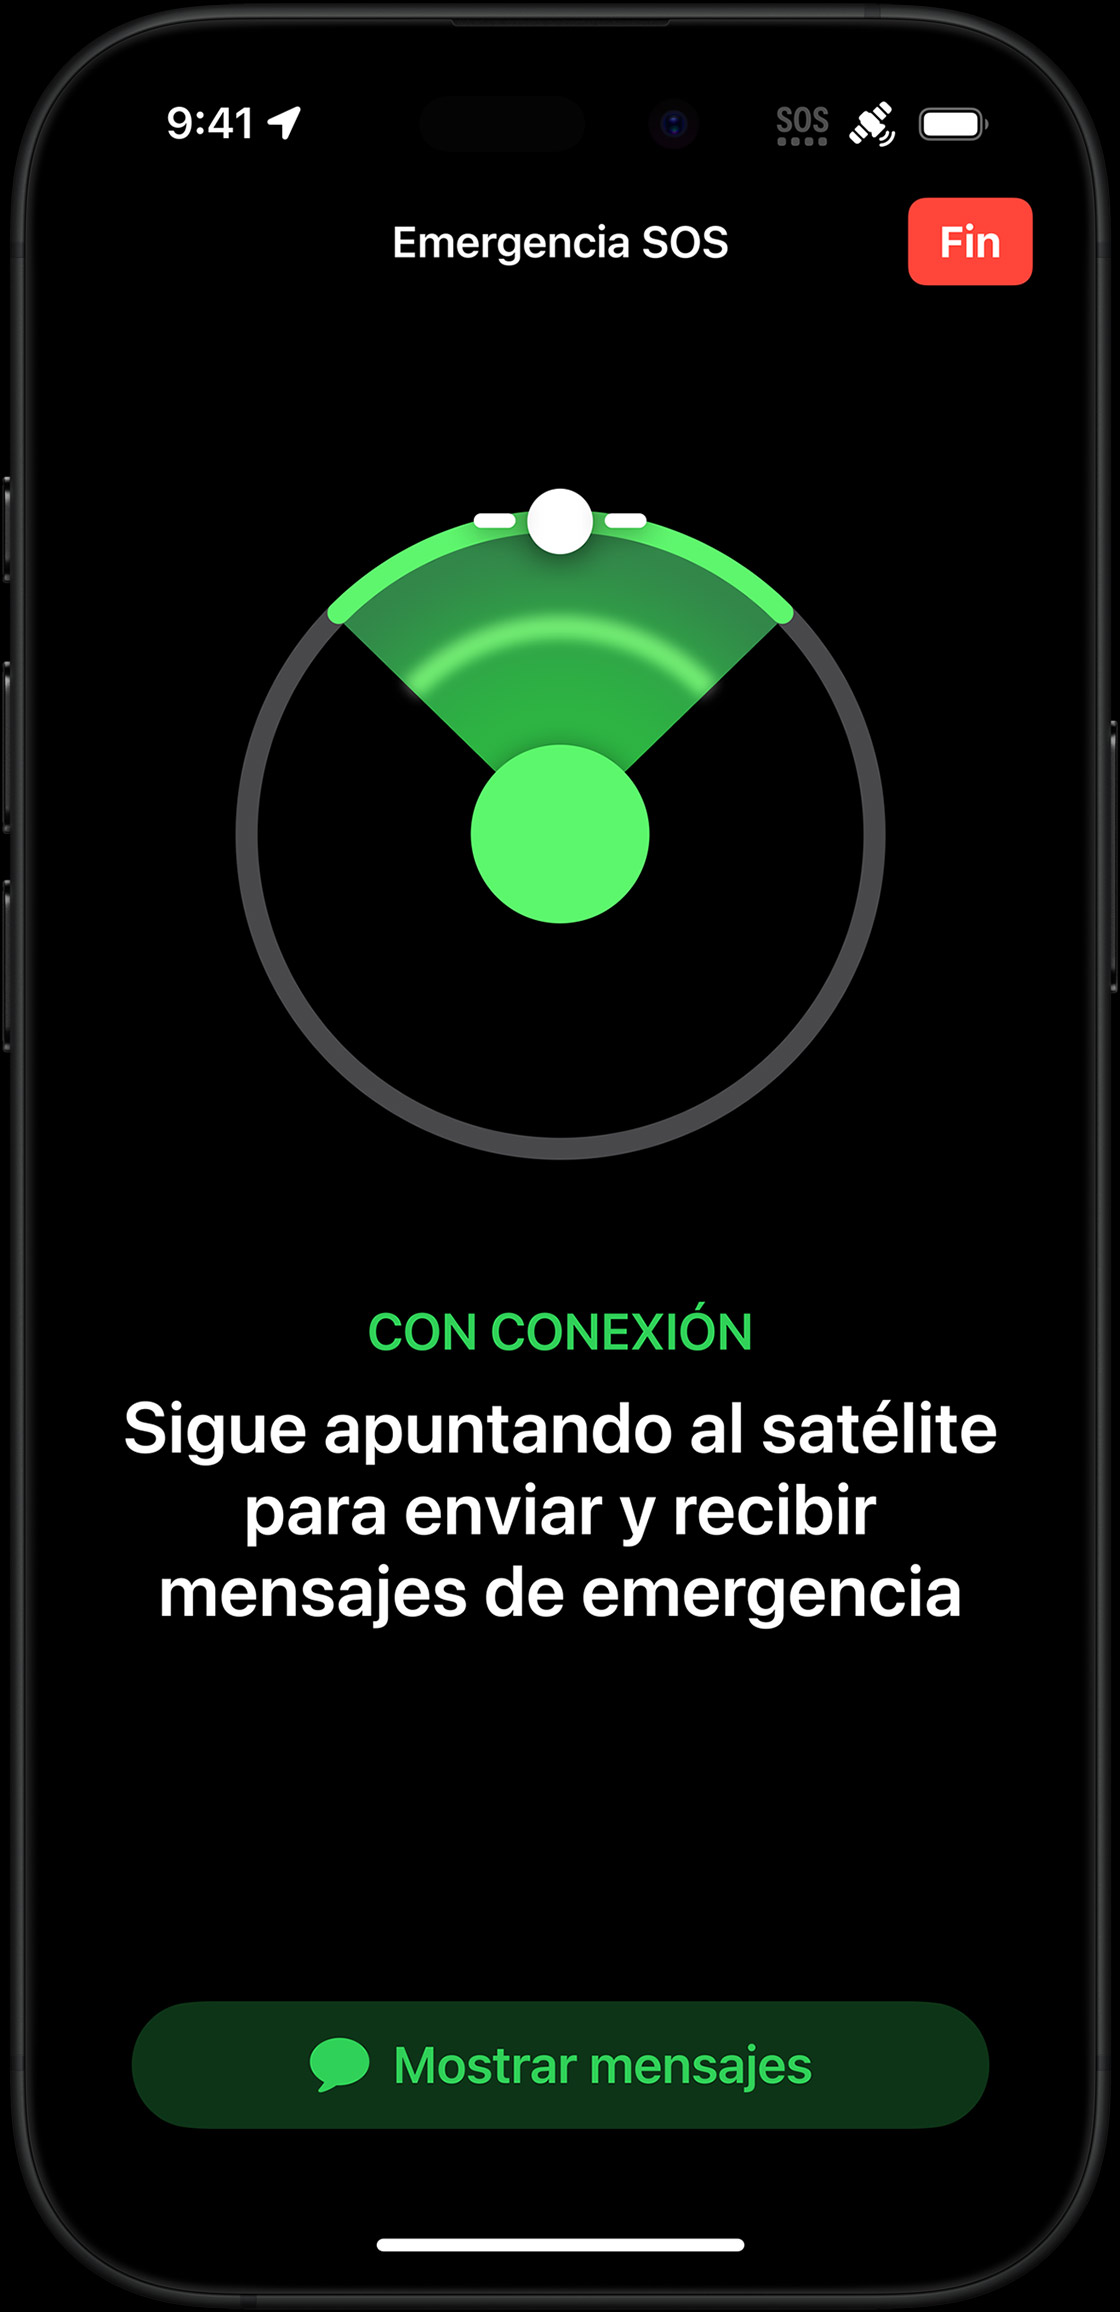 9:41
SOS
Emergencia SOS
Fin
CON CONEXIÓN
Sigue apuntando al satélite
para enviar y recibir
mensajes de emergencia
Mostrar mensajes